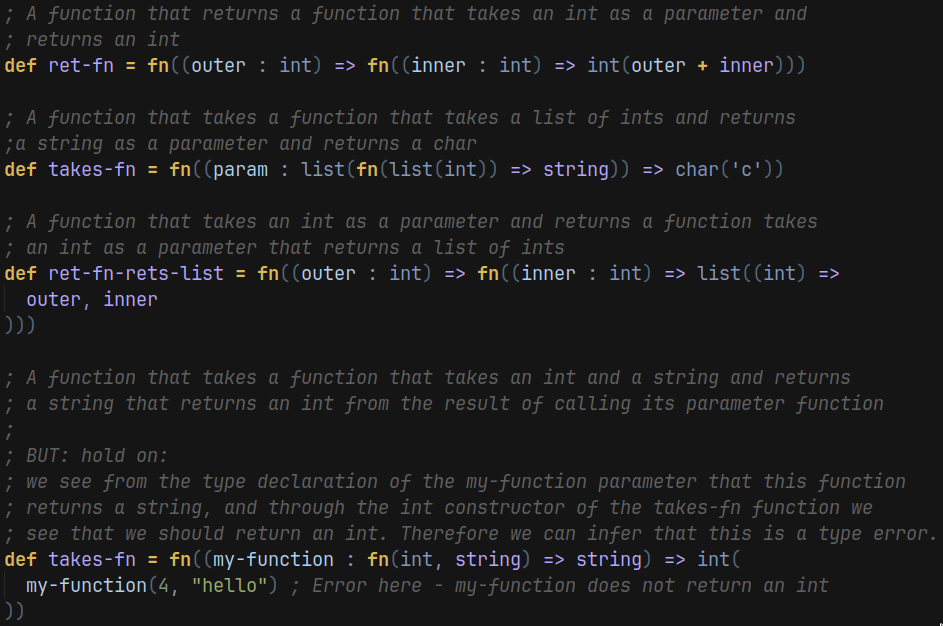 ; A function that returns a function that takes an int as a parameter and
; returns an int
def ret-fn = fn((outer : int) => fn((inner : int) => int(outer + inner)))
; A function that takes a function that takes a list of ints and returns
;a string as a parameter and returns a char
def takes-fn = fn((param : list(fn(list(int)) => string)) => char('c'))
; A function that takes an int as a parameter and returns a function takes
; an int as a parameter that returns a list of ints
def ret-fn-rets-list = fn((outer : int) => fn((inner : int) => list((int) =>
  outer, inner
)))
; A function that takes a function that takes an int and a string and returns
; a string that returns an int from the result of calling its parameter function
;
; BUT: hold on:
; we see from the type declaration of the my-function parameter that this function
; returns a string, and through the int constructor of the takes-fn function we
; see that we should return an int. Therefore we can infer that this is a type error.
def takes-fn = fn((my-function : fn(int, string) => string) => int(
  my-function(4, "hello") ; Error here - my-function does not return an int
))